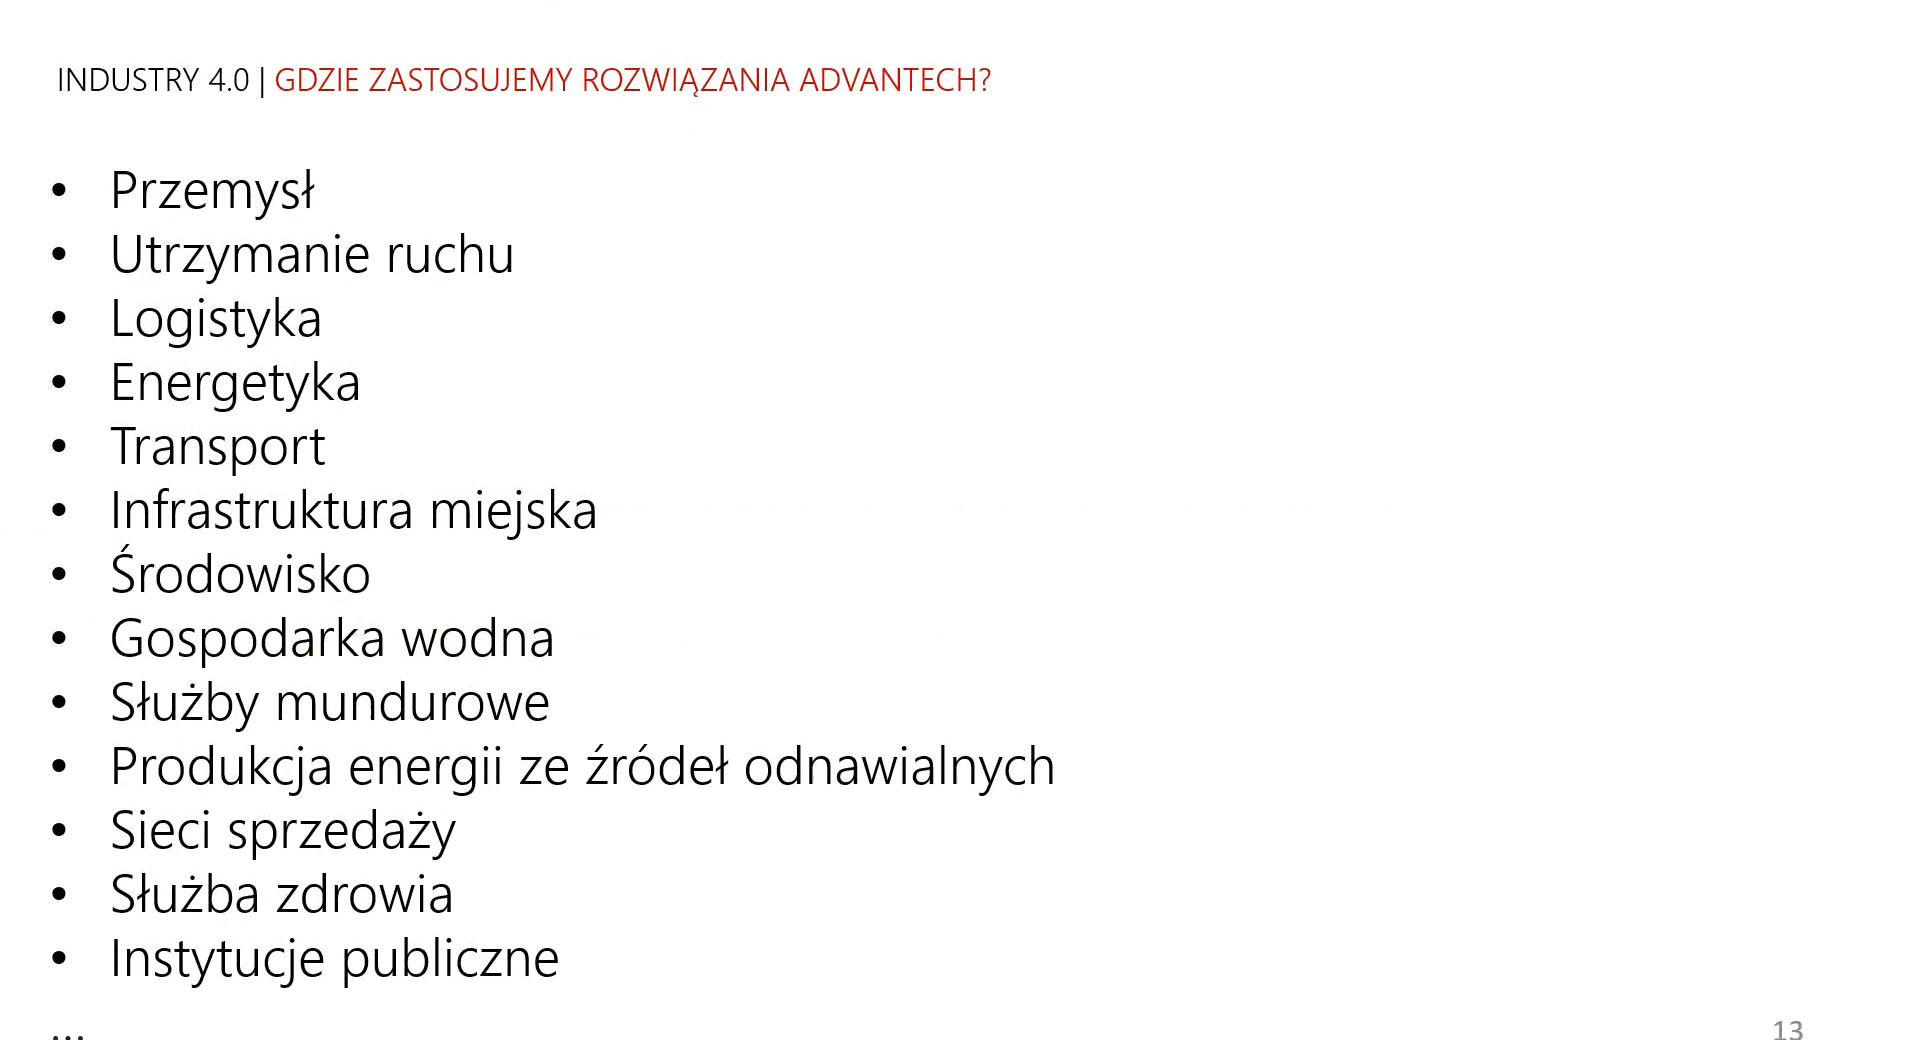 INDUSTRY 4.0 | GDZIE ZASTOSUJEMY ROZWIĄZANIA ADVANTECH?
• Przemysł
• Utrzymanie ruchu
• Logistyka
• Energetyka
• Transport
• Infrastruktura miejska
• Środowisko
• Gospodarka wodna
• Służby mundurowe
• Produkcja energii ze źródeł odnawialnych
• Sieci sprzedaży
• Służba zdrowia
• Instytucje publiczne
...
13